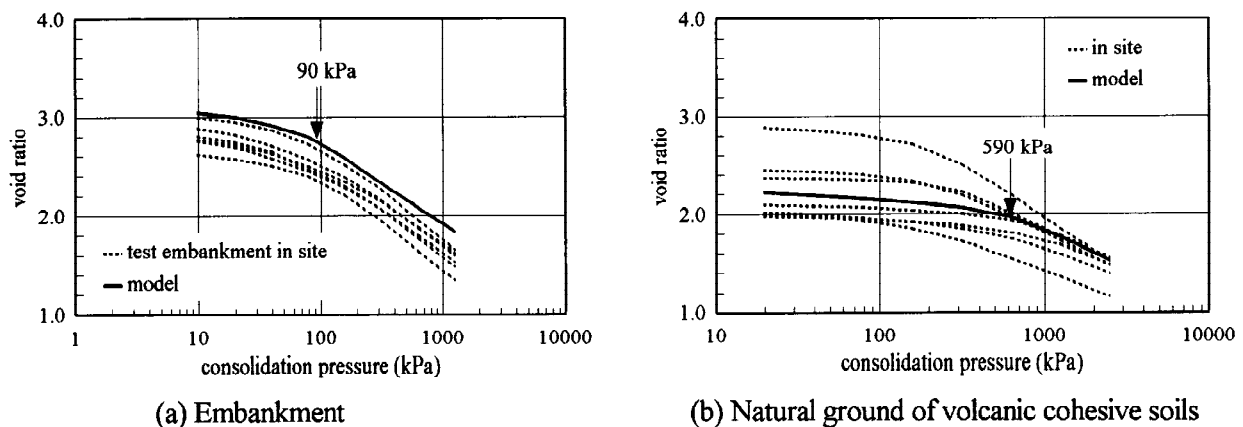 4.0
3.0
2.0
1.0
void ratio
90 kPa
test embankment in site
model
1
10
100
1000
10000
consolidation pressure (kPa)
(a) Embankment
4.0
3.0
2.0
1.0
void ratio
in site
model
590 kPa
10
100
1000
10000
consolidation pressure (kPa)
(b) Natural ground of volcanic cohesive soils